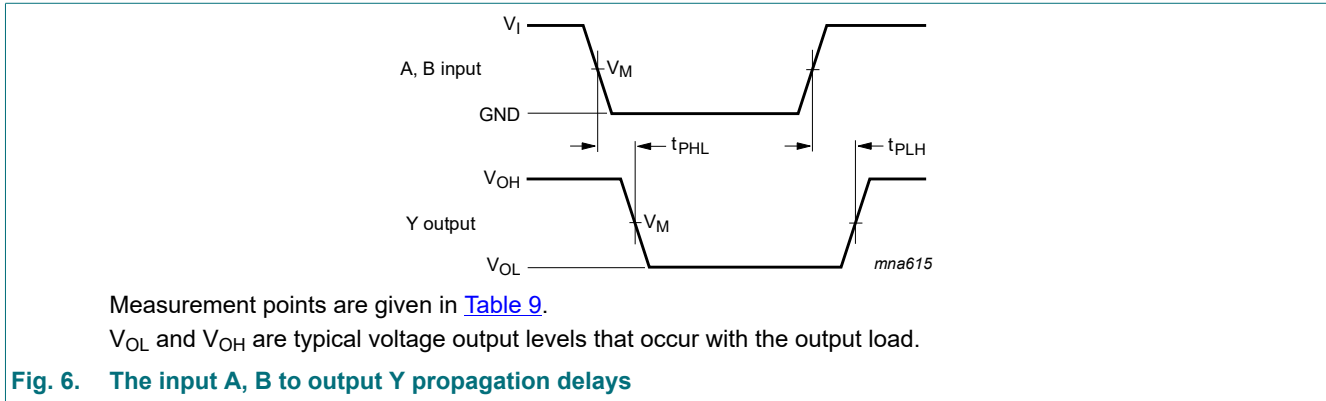 V_I
A, B input
V_M
GND
t_PHL
t_PLH
V_OH
Y output
V_M
V_OL
mna615
Measurement points are given in Table 9.
V_OL and V_OH are typical voltage output levels that occur with the output load.
Fig. 6. The input A, B to output Y propagation delays